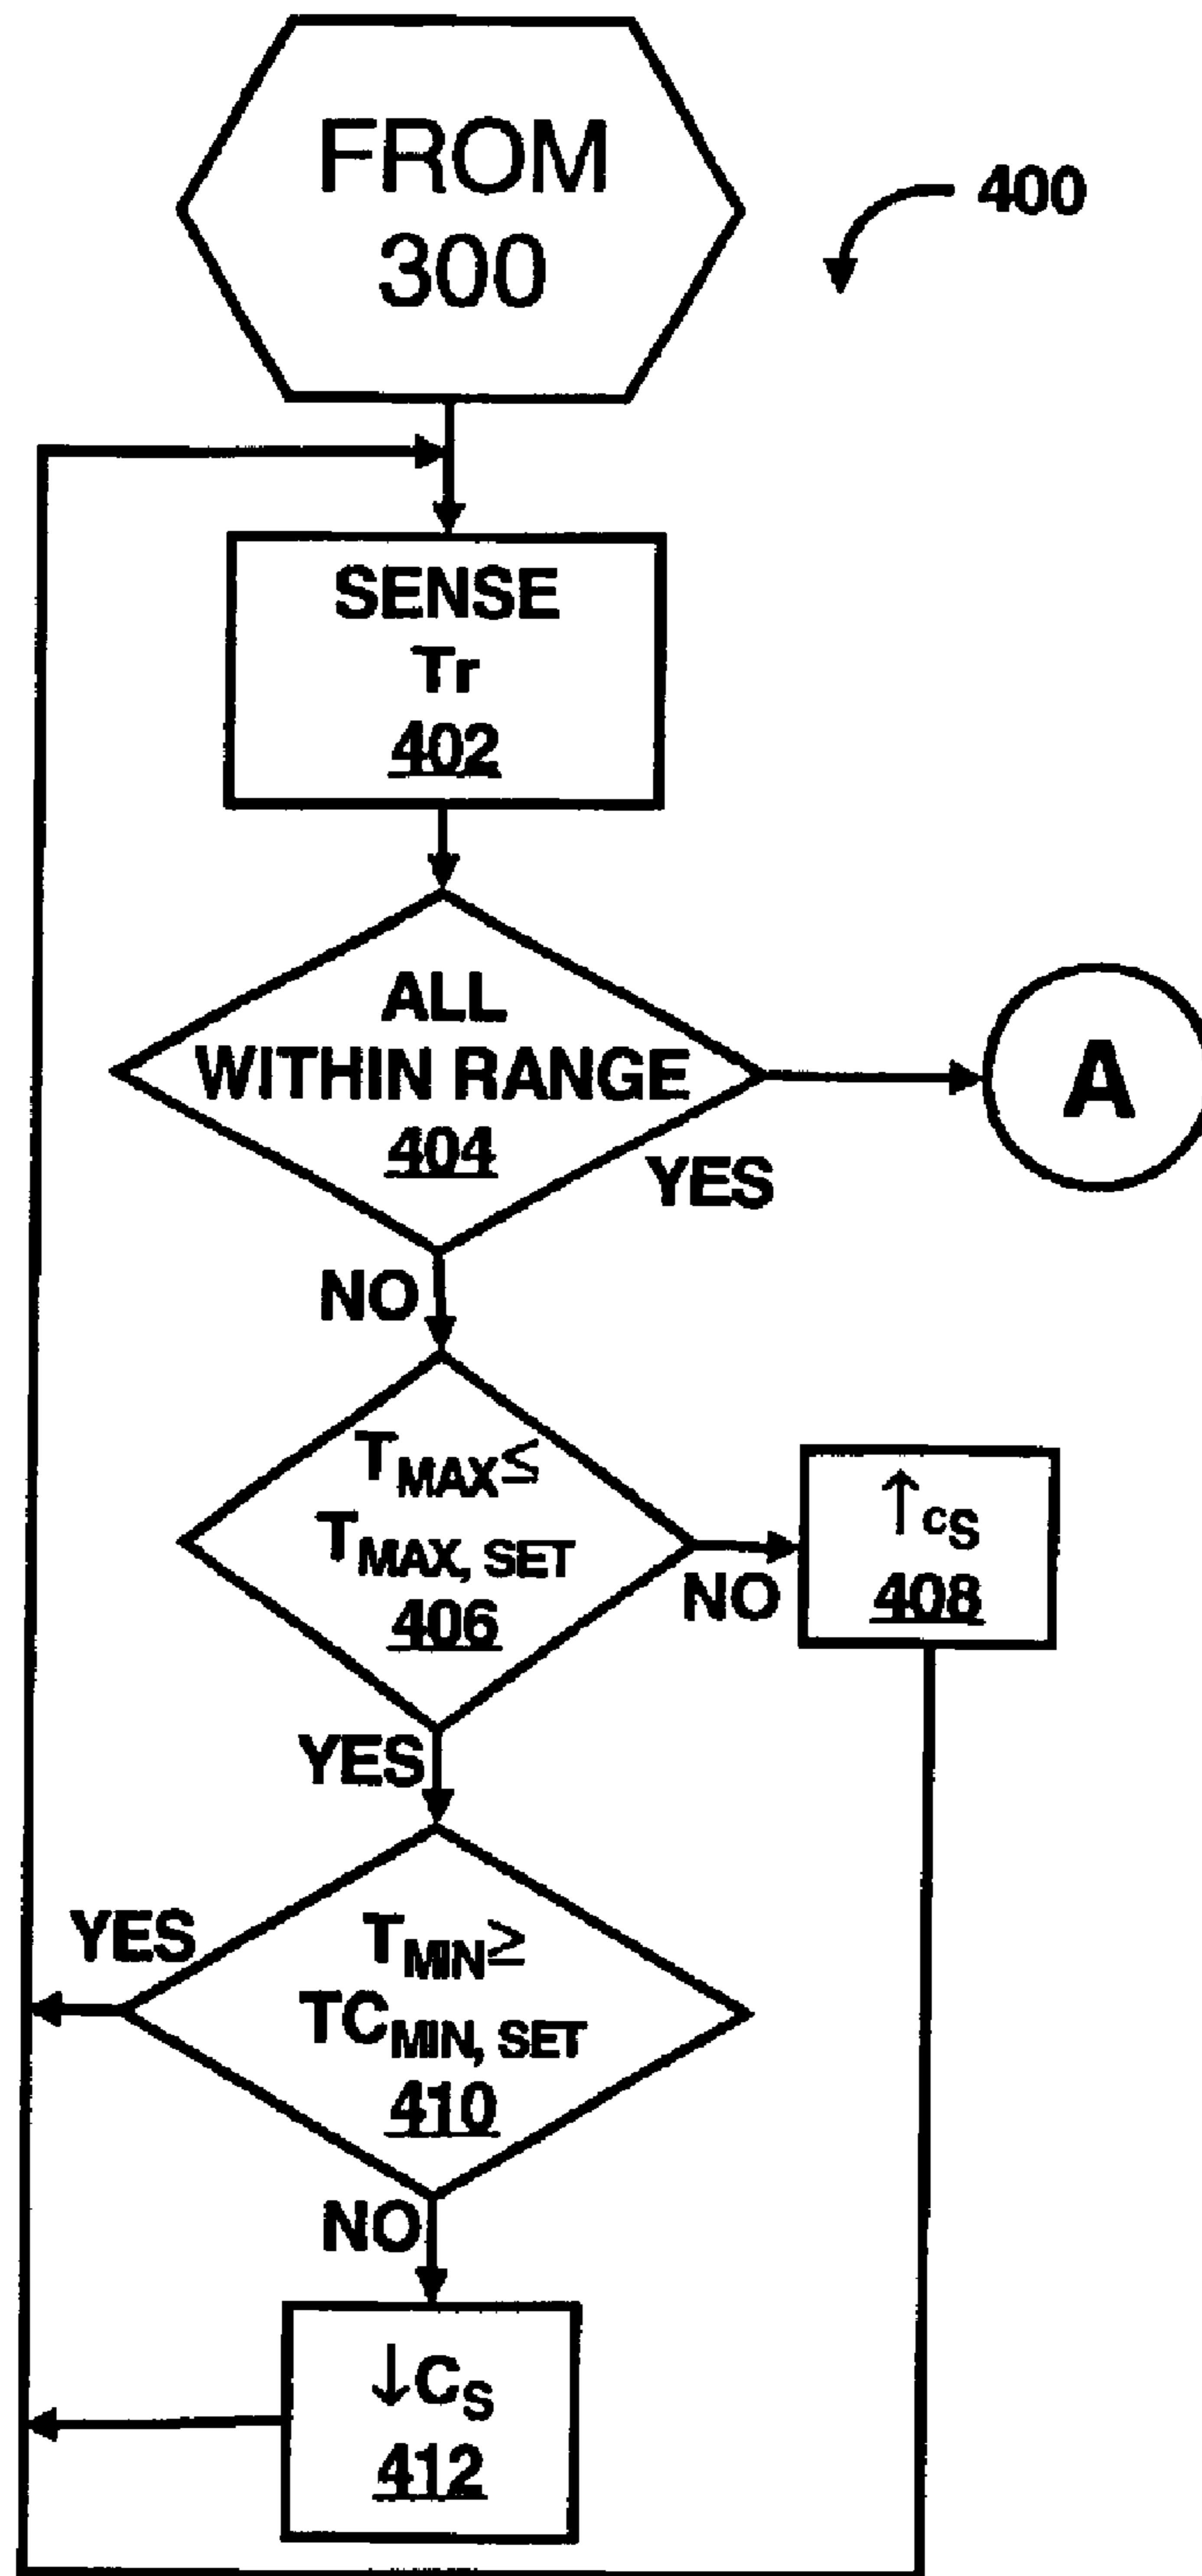 FROM
300
400
SENSE
Tr
402
ALL
WITHIN RANGE
404
YES
A
NO
TMAX≤
TMAX, SET
406
NO
↑cS
408
YES
YES
TMIN≥
TCMIN, SET
410
NO
↓CS
412